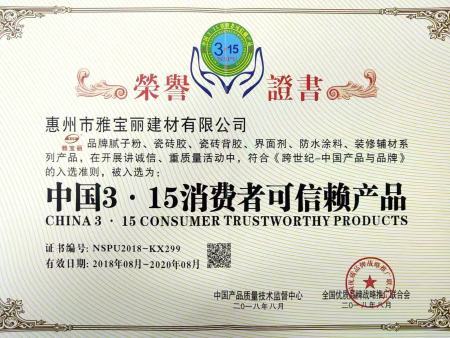 3 15
榮譽 證書
惠州市雅宝丽建材有限公司
雅宝丽 品牌腻子粉、瓷砖胶、瓷砖背胶、界面剂、防水涂料、装修辅材等
系列产品，在开展讲诚信、重质量活动中，符合《跨世纪-中国产品与品牌》
的入选准则，被入选为：
中国3·15消费者可信赖产品
CHINA 3 · 15 CONSUMER TRUSTWORTHY PRODUCTS
证书编号：NSPU2018-KX299
有效日期：2018年08月~2020年08月
中国产品质量技术监督中心 全国优质品牌战略推广联合会
二〇一八年八月 二〇一八年八月